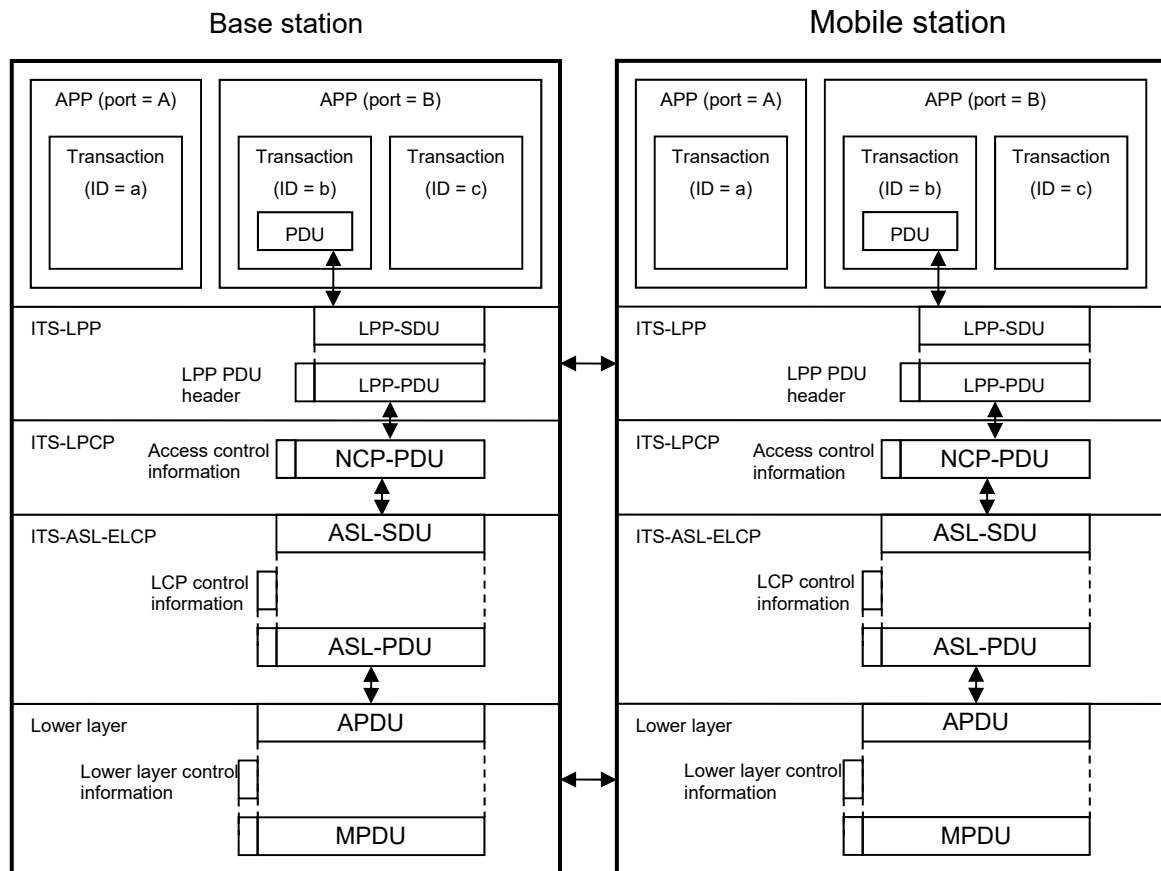 Base station
APP (port = A)
APP (port = B)
Transaction
(ID = a)
Transaction
(ID = b)
Transaction
(ID = c)
PDU
ITS-LPP
LPP-SDU
LPP PDU
header
LPP-PDU
ITS-LPCP
Access control
information
NCP-PDU
ITS-ASL-ELCP
ASL-SDU
LCP control
information
ASL-PDU
Lower layer
APDU
Lower layer control
information
MPDU
Mobile station
APP (port = A)
APP (port = B)
Transaction
(ID = a)
Transaction
(ID = b)
Transaction
(ID = c)
PDU
ITS-LPP
LPP-SDU
LPP PDU
header
LPP-PDU
ITS-LPCP
Access control
information
NCP-PDU
ITS-ASL-ELCP
ASL-SDU
LCP control
information
ASL-PDU
Lower layer
APDU
Lower layer control
information
MPDU